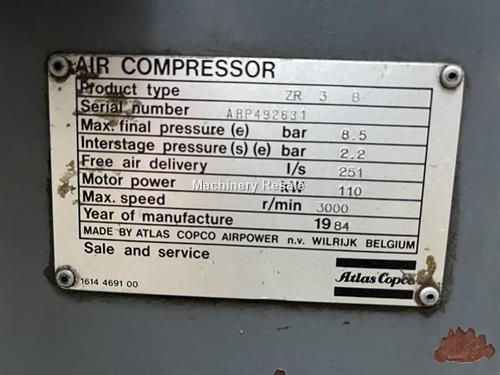 AIR COMPRESSOR
Product type ZR 3 B
Serial number ARP492631
Max. final pressure (e) bar 8.5
Interstage pressure (s) (e) bar 2.2
Free air delivery l/s 251
Motor power kW 110
Machinery Resale
Max. speed r/min 3000
Year of manufacture 1984
MADE BY ATLAS COPCO AIRPOWER n.v. WILRIJK BELGIUM
Sale and service
Atlas Copco
1614 4691 00